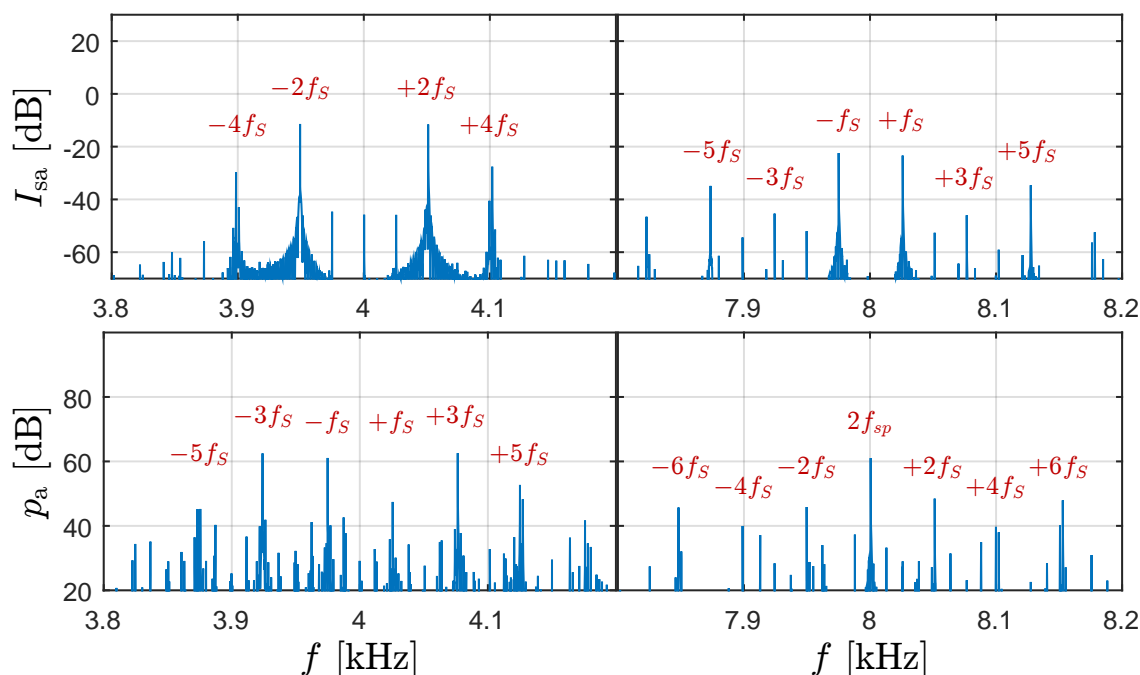 20
0
-20
-40
-60
I_sa [dB]
−4f_S
−2f_S
+2f_S
+4f_S
3.8
3.9
4
4.1
−5f_S
−3f_S
−f_S
+f_S
+3f_S
+5f_S
7.9
8
8.1
8.2
80
60
40
20
p_a [dB]
−5f_S
−3f_S
−f_S
+f_S
+3f_S
+5f_S
3.8
3.9
4
4.1
f [kHz]
−6f_S
−4f_S
−2f_S
2f_sp
+2f_S
+4f_S
+6f_S
7.9
8
8.1
8.2
f [kHz]